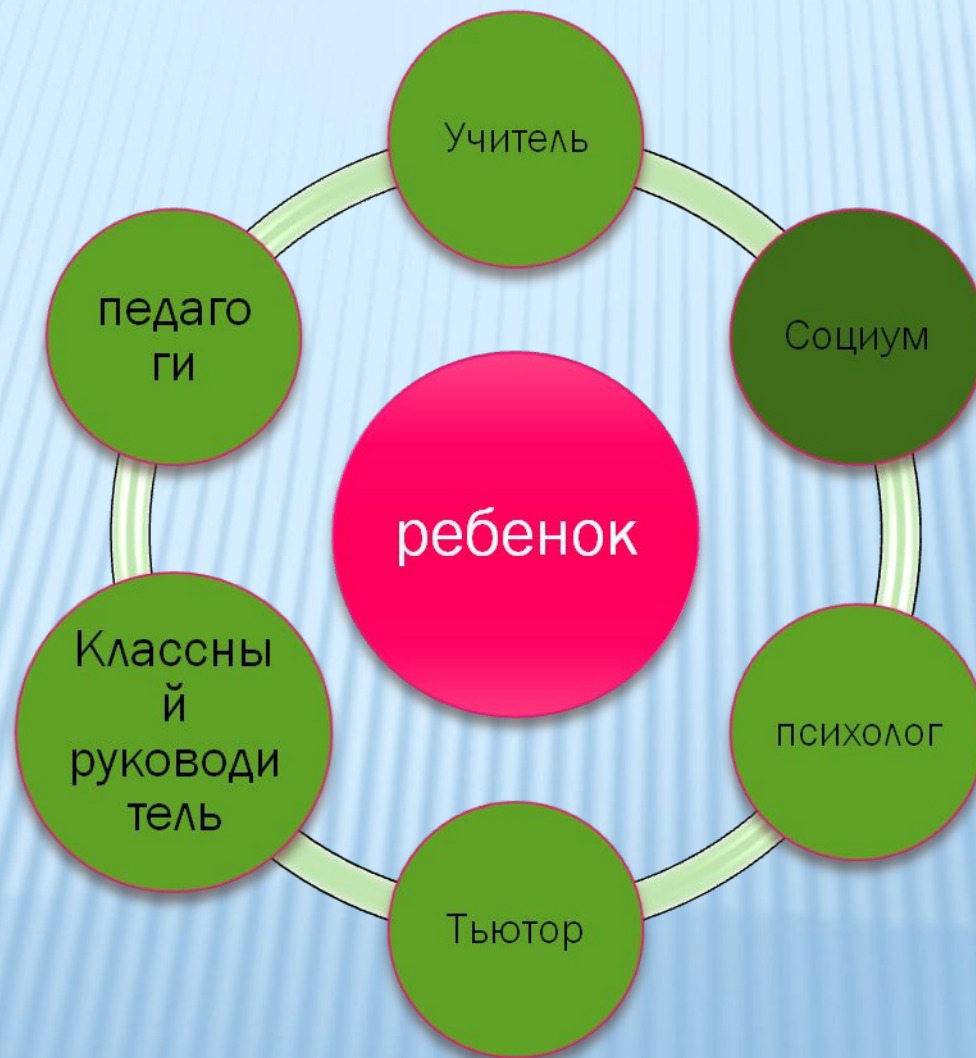 Учитель
Социум
педаго
ги
ребенок
Классны
й
руководи
тель
психолог
Тьютор